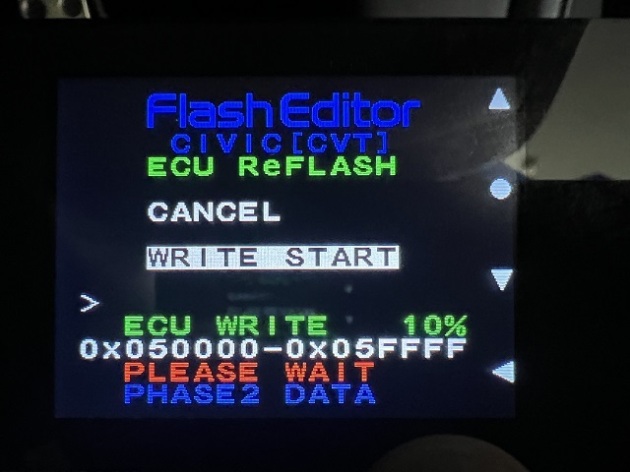 Flash Editor
CIVIC[CVT]
ECU ReFLASH
CANCEL
WRITE START
>
ECU WRITE 10%
0x050000-0x05FFFF
PLEASE WAIT
PHASE2 DATA